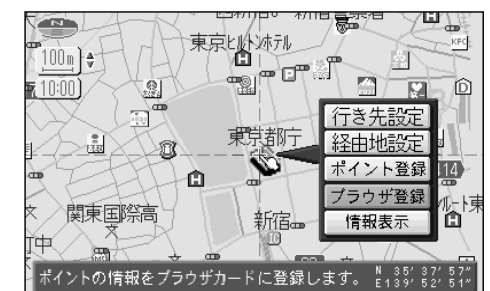 N
東京ヒルトンホテル
KFC
100m
10:00
P
H
D
行き先設定
東京都庁
経由地設定
ポイント登録
14
H
ブラウザ登録
関東国際高
新宿
情報表示
H
中
ポイントの情報をブラウザカードに登録します。
N 35° 37' 57"
E139° 52' 51"